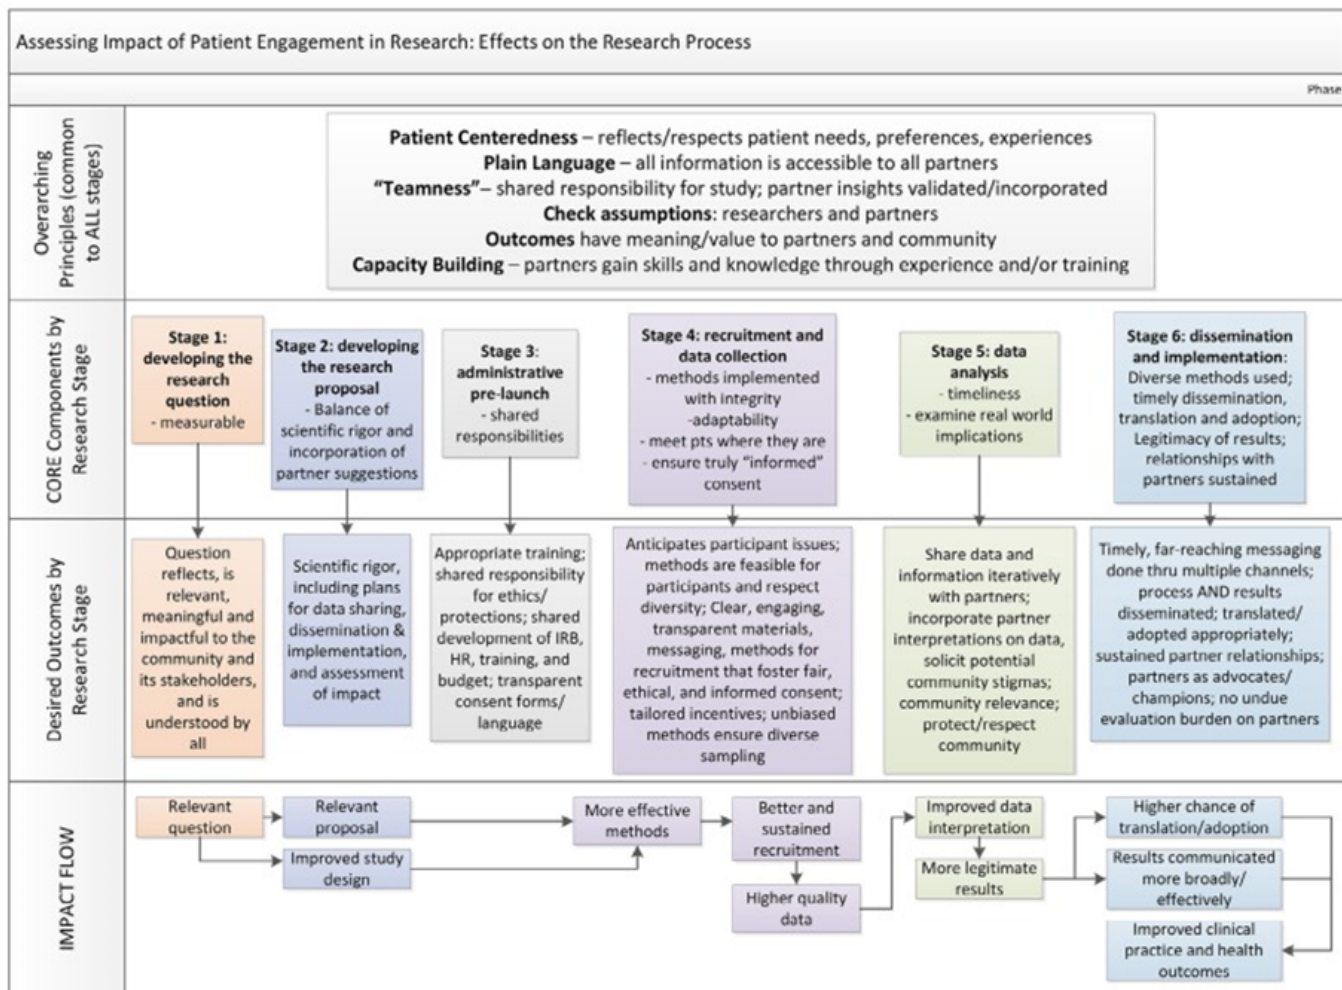 Assessing Impact of Patient Engagement in Research: Effects on the Research Process
Phase
Overarching
Principles (common
to ALL stages)
Patient Centeredness – reflects/respects patient needs, preferences, experiences
Plain Language – all information is accessible to all partners
“Teamness”– shared responsibility for study; partner insights validated/incorporated
Check assumptions: researchers and partners
Outcomes have meaning/value to partners and community
Capacity Building – partners gain skills and knowledge through experience and/or training
CORE Components by
Research Stage
Stage 1:
developing the
research
question
- measurable
Stage 2: developing
the research
proposal
- Balance of
scientific rigor and
incorporation of
partner suggestions
Stage 3:
administrative
pre-launch
- shared
responsibilities
Stage 4: recruitment and
data collection
- methods implemented
with integrity
-adaptability
- meet pts where they are
- ensure truly “informed”
consent
Stage 5: data
analysis
- timeliness
- examine real world
implications
Stage 6: dissemination
and implementation:
Diverse methods used;
timely dissemination,
translation and adoption;
Legitimacy of results;
relationships with
partners sustained
Desired Outcomes by
Research Stage
Question
reflects, is
relevant,
meaningful and
impactful to the
community and
its stakeholders,
and is
understood by
all
Scientific rigor,
including plans
for data sharing,
dissemination &
implementation,
and assessment
of impact
Appropriate training;
shared responsibility
for ethics/
protections; shared
development of IRB,
HR, training, and
budget; transparent
consent forms/
language
Anticipates participant issues;
methods are feasible for
participants and respect
diversity; Clear, engaging,
transparent materials,
messaging, methods for
recruitment that foster fair,
ethical, and informed consent;
tailored incentives; unbiased
methods ensure diverse
sampling
Share data and
information iteratively
with partners;
incorporate partner
interpretations on data,
solicit potential
community stigmas;
community relevance;
protect/respect
community
Timely, far-reaching messaging
done thru multiple channels;
process AND results
disseminated; translated/
adopted appropriately;
sustained partner relationships;
partners as advocates/
champions; no undue
evaluation burden on partners
IMPACT FLOW
Relevant
question
Relevant
proposal
Improved study
design
More effective
methods
Better and
sustained
recruitment
Higher quality
data
Improved data
interpretation
More legitimate
results
Higher chance of
translation/adoption
Results communicated
more broadly/
effectively
Improved clinical
practice and health
outcomes